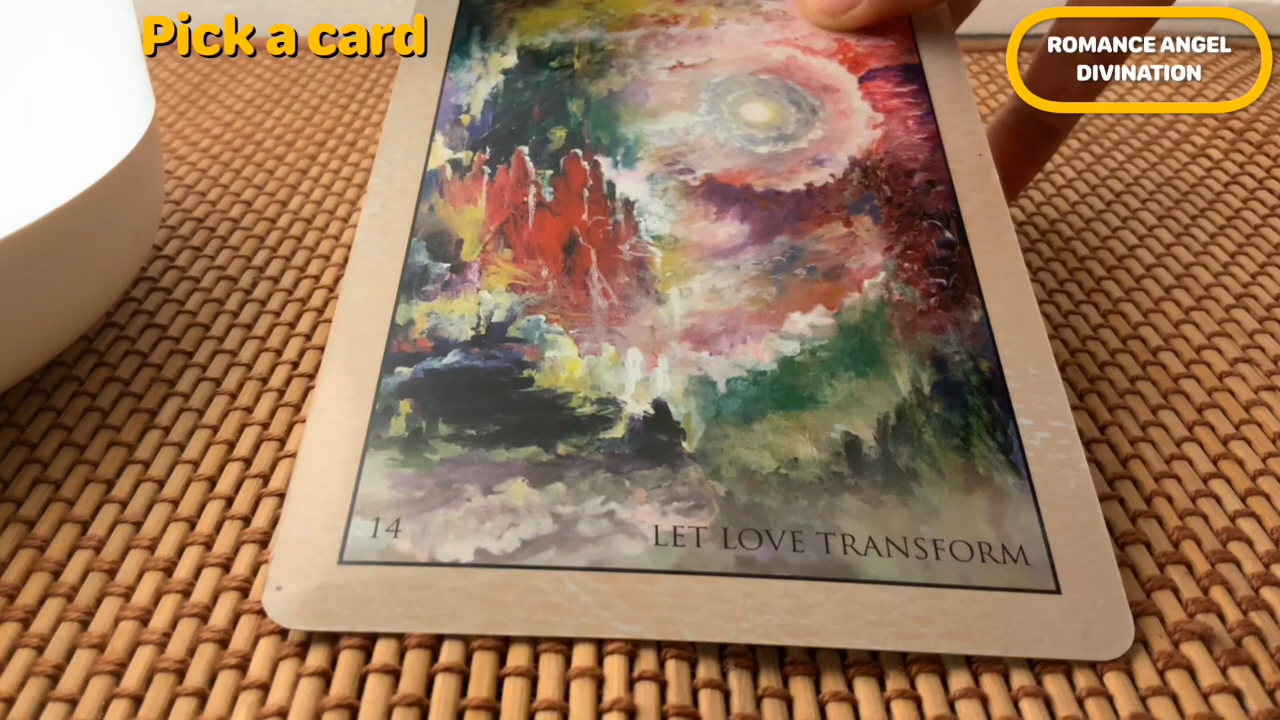 Pick a card
ROMANCE ANGEL
DIVINATION
14
LET LOVE TRANSFORM